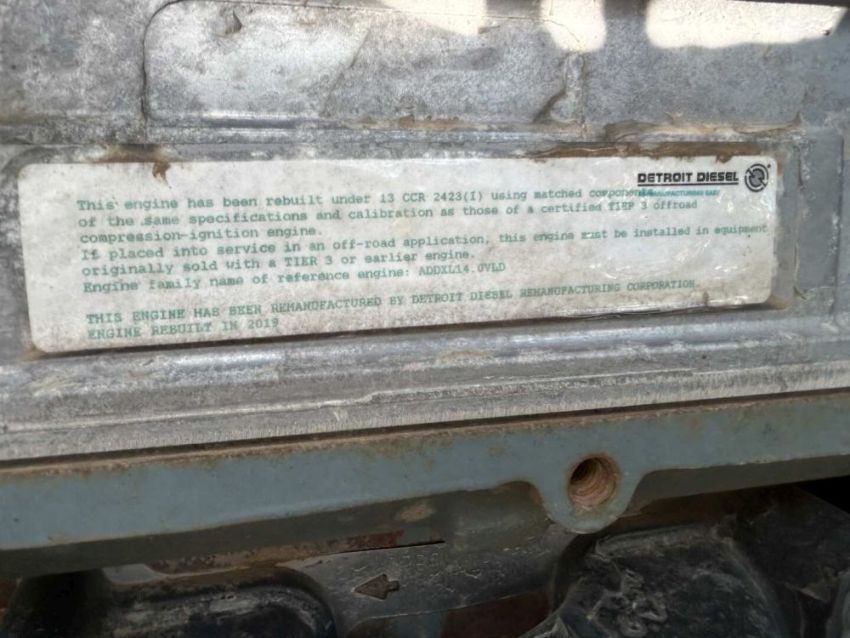 DETROIT DIESEL ®
REMANUFACTURING EAST
This engine has been rebuilt under 13 CCR 2423(I) using matched components
of the same specifications and calibration as those of a certified TIER 3 offroad
compression-ignition engine.
If placed into service in an off-road application, this engine must be installed in equipment
originally sold with a TIER 3 or earlier engine.
Engine family name of reference engine: ADDXL14.0VLD
THIS ENGINE HAS BEEN REMANUFACTURED BY DETROIT DIESEL REMANUFACTURING CORPORATION.
ENGINE REBUILT IN 2019